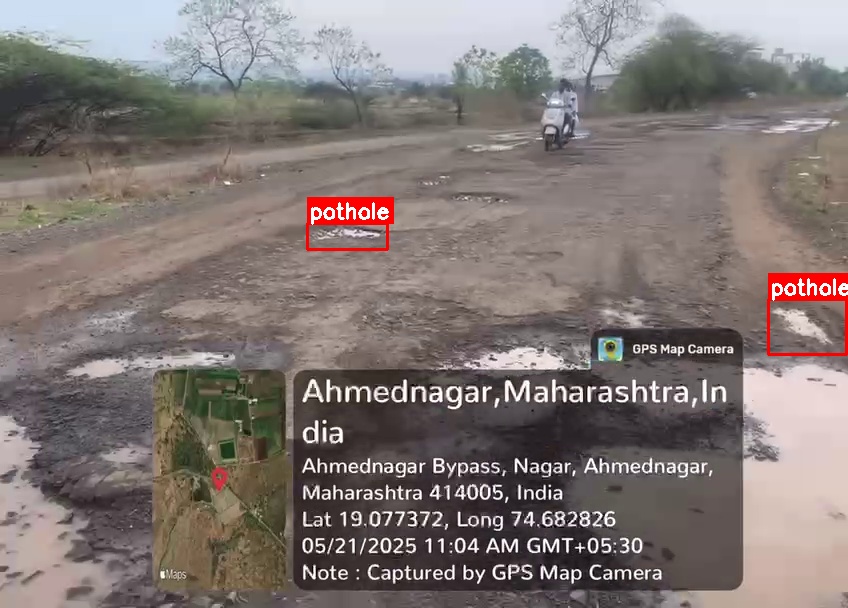 pothole
pothole
GPS Map Camera
Ahmednagar,Maharashtra,In
dia
Ahmednagar Bypass, Nagar, Ahmednagar,
Maharashtra 414005, India
Lat 19.077372, Long 74.682826
05/21/2025 11:04 AM GMT+05:30
Note : Captured by GPS Map Camera
Maps